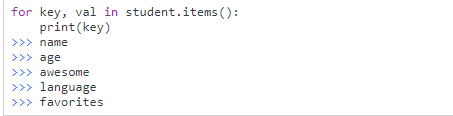 for key, val in student.items():
    print(key)
>>> name
>>> age
>>> awesome
>>> language
>>> favorites